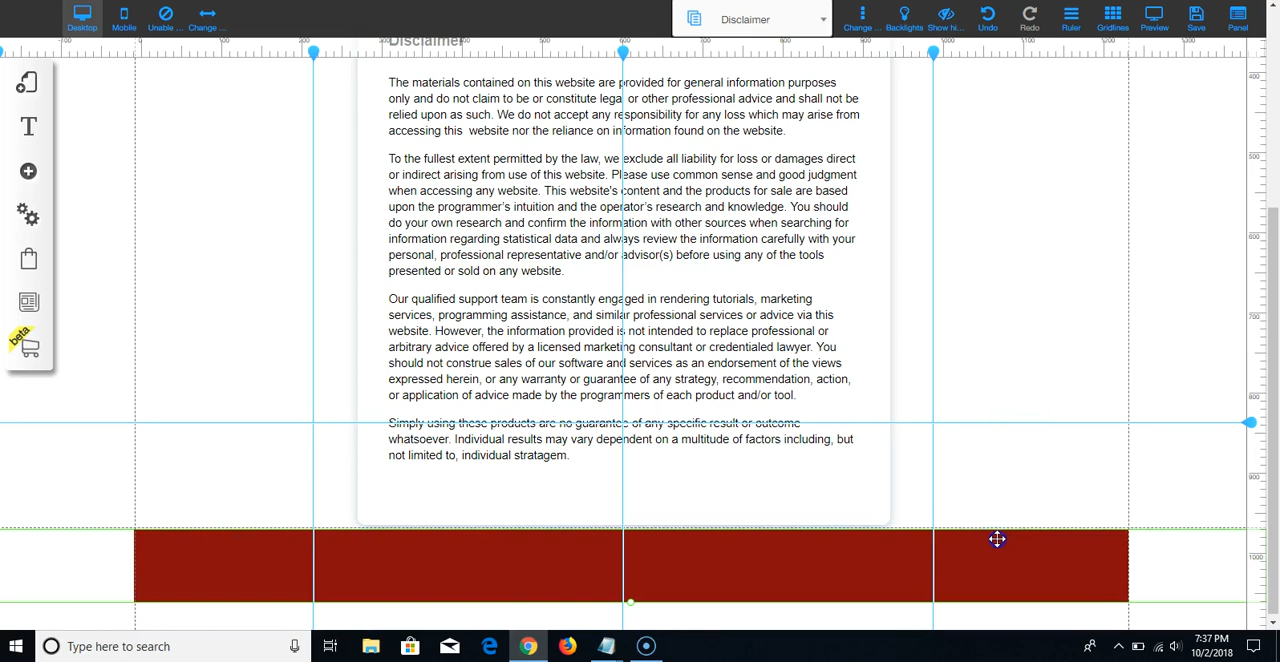 Desktop
Mobile
Unable ...
Change ...
Disclaimer
Change ...
Backlights
Show hi...
Undo
Redo
Ruler
Gridlines
Preview
Save
Panel
Disclaimer
The materials contained on this website are provided for general information purposes
only and do not claim to be or constitute legal or other professional advice and shall not be
relied upon as such. We do not accept any responsibility for any loss which may arise from
accessing this website nor the reliance on information found on the website.
To the fullest extent permitted by the law, we exclude all liability for loss or damages direct
or indirect arising from use of this website. Please use common sense and good judgment
when accessing any website. This website's content and the products for sale are based
upon the programmer's intuition and the operator's research and knowledge. You should
do your own research and confirm the information with other sources when searching for
information regarding statistical data and always review the information carefully with your
personal, professional representative and/or advisor(s) before using any of the tools
presented or sold on any website.
Our qualified support team is constantly engaged in rendering tutorials, marketing
services, programming assistance, and similar professional services or advice via this
website. However, the information provided is not intended to replace professional or
arbitrary advice offered by a licensed marketing consultant or credentialed lawyer. You
should not construe sales of our software and services as an endorsement of the views
expressed herein, or any warranty or guarantee of any strategy, recommendation, action,
or application of advice made by the programmers of each product and/or tool.
Simply using these products are no guarantee of any specific result or outcome
whatsoever. Individual results may vary dependent on a multitude of factors including, but
not limited to, individual stratagem.
beta
400
500
600
700
800
900
1000
Type here to search
7:37 PM
10/2/2018